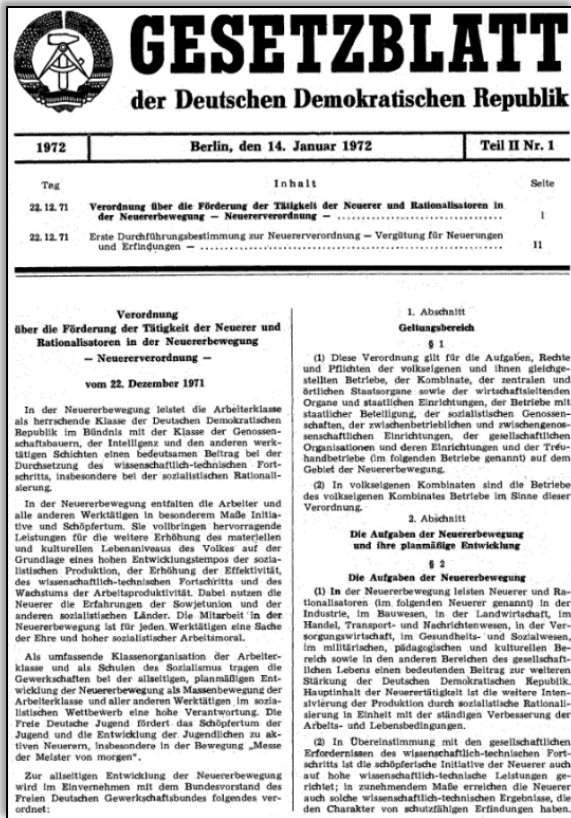 GESETZBLATT
der Deutschen Demokratischen Republik
1972
Berlin, den 14. Januar 1972
Teil II Nr. 1
Tag
Inhalt
Seite
22. 12. 71 Verordnung über die Förderung der Tätigkeit der Neuerer und Rationalisatoren in
der Neuererbewegung — Neuererverordnung — 1
22. 12. 71 Erste Durchführungsbestimmung zur Neuererverordnung — Vergütung für Neuerungen
und Erfindungen — 11
Verordnung
über die Förderung der Tätigkeit der Neuerer und
Rationalisatoren in der Neuererbewegung
— Neuererverordnung —
vom 22. Dezember 1971
In der Neuererbewegung leistet die Arbeiterklasse
als herrschende Klasse der Deutschen Demokratischen
Republik im Bündnis mit der Klasse der Genossen-
schaftsbauern, der Intelligenz und den anderen werk-
tätigen Schichten einen bedeutsamen Beitrag bei der
Durchsetzung des wissenschaftlich-technischen Fort-
schritts, insbesondere bei der sozialistischen Rationali-
sierung.
In der Neuererbewegung entfalten die Arbeiter und
alle anderen Werktätigen in besonderem Maße Initia-
tive und Schöpfertum. Sie vollbringen hervorragende
Leistungen für die weitere Erhöhung des materiellen
und kulturellen Lebensniveaus des Volkes auf der
Grundlage eines hohen Entwicklungstempos der sozia-
listischen Produktion, der Erhöhung der Effektivität,
des wissenschaftlich-technischen Fortschritts und des
Wachstums der Arbeitsproduktivität. Dabei nutzen die
Neuerer die Erfahrungen der Sowjetunion und der
anderen sozialistischen Länder. Die Mitarbeit in der
Neuererbewegung ist für jeden Werktätigen eine Sache
der Ehre und hoher sozialistischer Arbeitsmoral.
Als umfassende Klassenorganisation der Arbeiter-
klasse und als Schulen des Sozialismus tragen die
Gewerkschaften bei der allseitigen, planmäßigen Ent-
wicklung der Neuererbewegung als Massenbewegung der
Arbeiterklasse und aller anderen Werktätigen im sozia-
listischen Wettbewerb eine hohe Verantwortung. Die
Freie Deutsche Jugend fördert das Schöpfertum der
Jugend und die Entwicklung der Jugendlichen zu ak-
tiven Neuerern, insbesondere in der Bewegung „Messe
der Meister von morgen".
Zur allseitigen Entwicklung der Neuererbewegung
wird im Einvernehmen mit dem Bundesvorstand des
Freien Deutschen Gewerkschaftsbundes folgendes ver-
ordnet:
1. Abschnitt
Geltungsbereich
§ 1
(1) Diese Verordnung gilt für die Aufgaben, Rechte
und Pflichten der volkseigenen und ihnen gleichge-
stellten Betriebe, der Kombinate, der zentralen und
örtlichen Staatsorgane sowie der wirtschaftsleitenden
Organe und staatlichen Einrichtungen, der Betriebe mit
staatlicher Beteiligung, der sozialistischen Genossen-
schaften, der zwischenbetrieblichen und zwischengenos-
senschaftlichen Einrichtungen, der gesellschaftlichen
Organisationen und deren Einrichtungen und der Treu-
handbetriebe (im folgenden Betriebe genannt) auf dem
Gebiet der Neuererbewegung.
(2) In volkseigenen Kombinaten sind die Betriebe
des volkseigenen Kombinates Betriebe im Sinne dieser
Verordnung.
2. Abschnitt
Die Aufgaben der Neuererbewegung
und ihre planmäßige Entwicklung
§ 2
Die Aufgaben der Neuererbewegung
(1) In der Neuererbewegung leisten Neuerer und Ra-
tionalisatoren (im folgenden Neuerer genannt) in der
Industrie, im Bauwesen, in der Landwirtschaft, im
Handel, Transport- und Nachrichtenwesen, in der Ver-
sorgungswirtschaft, im Gesundheits- und Sozialwesen,
im militärischen, pädagogischen und kulturellen Be-
reich sowie in den anderen Bereichen des gesellschaft-
lichen Lebens einen bedeutenden Beitrag zur weiteren
Stärkung der Deutschen Demokratischen Republik.
Hauptinhalt der Neuerertätigkeit ist die weitere Inten-
sivierung der Produktion durch sozialistische Rationali-
sierung in Einheit mit der ständigen Verbesserung der
Arbeits- und Lebensbedingungen.
(2) In Übereinstimmung mit den gesellschaftlichen
Erfordernissen des wissenschaftlich-technischen Fort-
schritts ist die schöpferische Initiative der Neuerer auch
auf hohe wissenschaftlich-technische Leistungen ge-
richtet; in zunehmendem Maße erreichen die Neuerer
auch solche wissenschaftlich-technischen Ergebnisse, die
den Charakter von schutzfähigen Erfindungen haben.